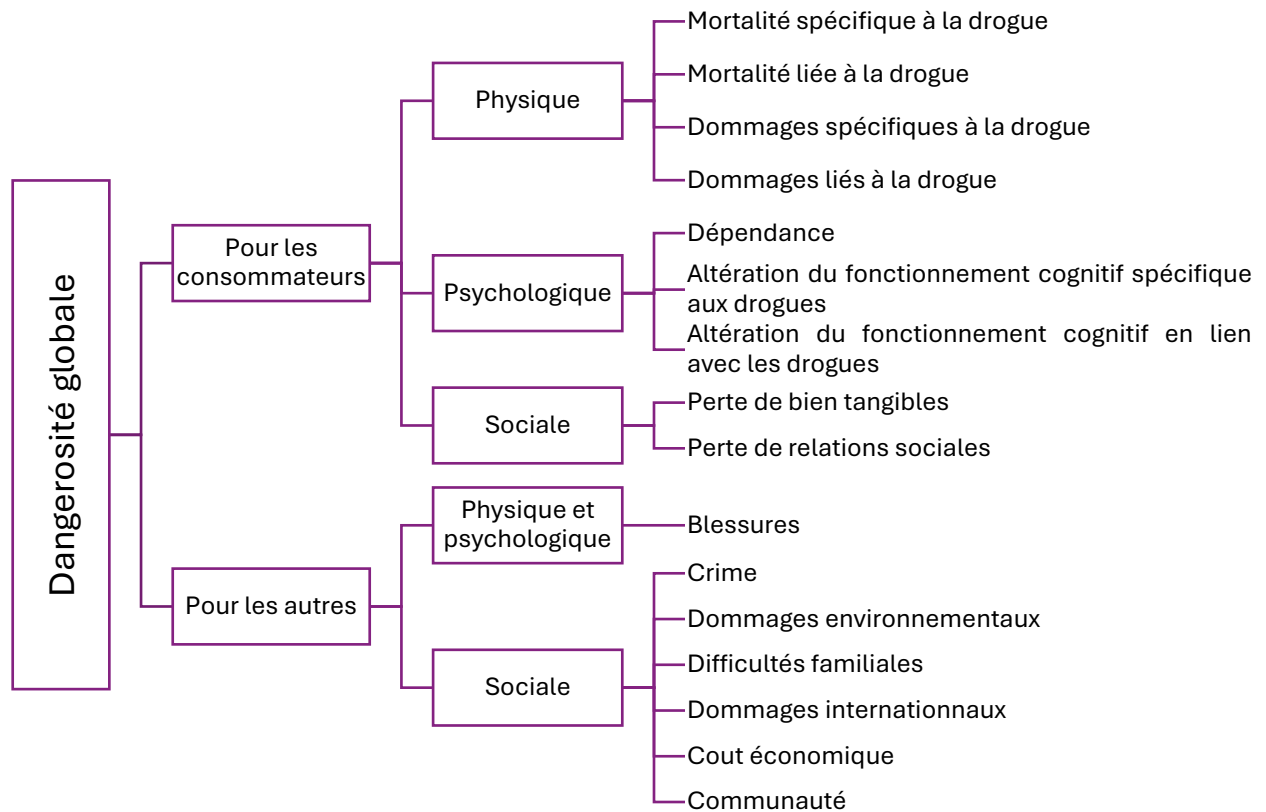 Dangerosité globale
Pour les
consommateurs
Physique
Mortalité spécifique à la drogue
Mortalité liée à la drogue
Dommages spécifiques à la drogue
Dommages liés à la drogue
Psychologique
Dépendance
Altération du fonctionnement cognitif spécifique
aux drogues
Altération du fonctionnement cognitif en lien
avec les drogues
Sociale
Perte de bien tangibles
Perte de relations sociales
Pour les autres
Physique et
psychologique
Blessures
Sociale
Crime
Dommages environnementaux
Difficultés familiales
Dommages internationnaux
Cout économique
Communauté